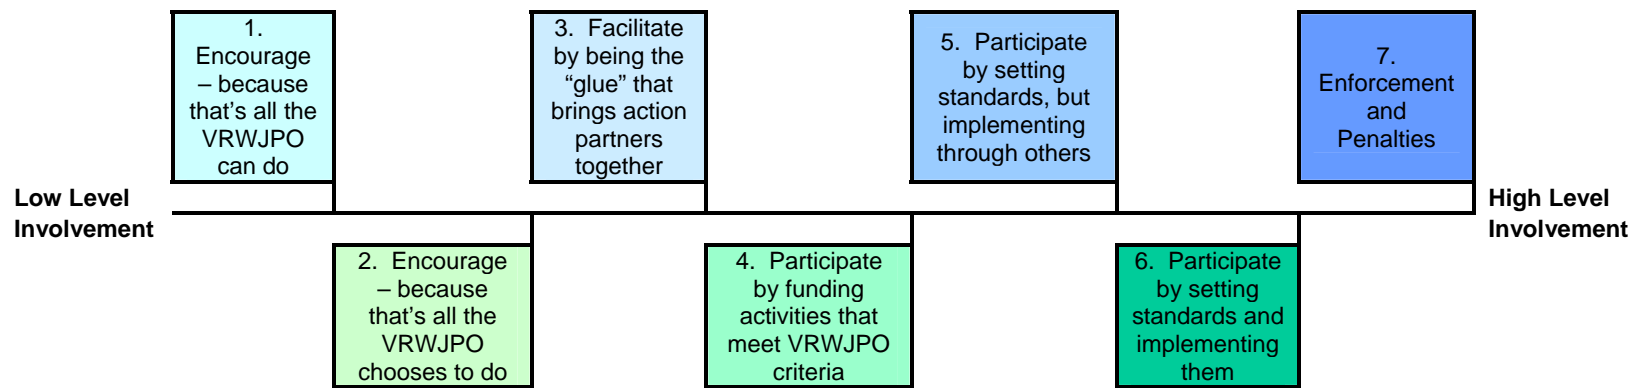 1.
Encourage
– because
that's all the
VRWJPO
can do
3.  Facilitate
by being the
“glue” that
brings action
partners
together
5.  Participate
by setting
standards, but
implementing
through others
7.
Enforcement
and
Penalties
Low Level
Involvement
High Level
Involvement
2.  Encourage
– because
that's all the
VRWJPO
chooses to do
4.  Participate
by funding
activities that
meet VRWJPO
criteria
6.  Participate
by setting
standards and
implementing
them